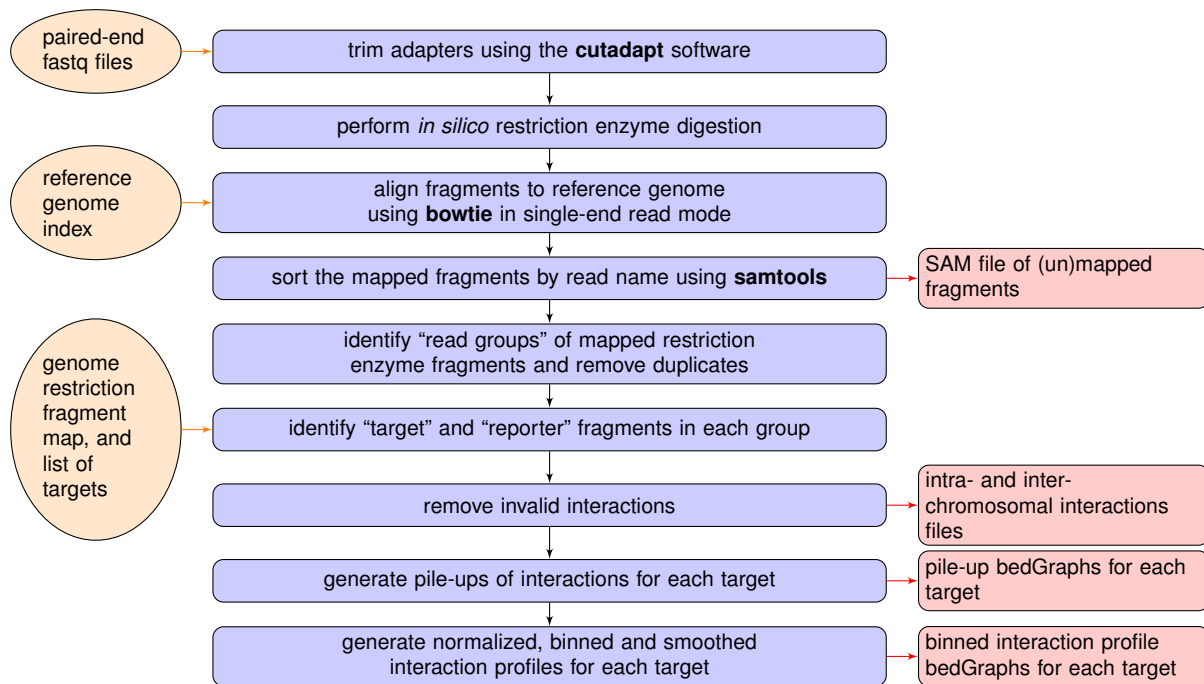 paired-end
fastq files
trim adapters using the cutadapt software
perform in silico restriction enzyme digestion
reference
genome
index
align fragments to reference genome
using bowtie in single-end read mode
sort the mapped fragments by read name using samtools
SAM file of (un)mapped
fragments
identify “read groups” of mapped restriction
enzyme fragments and remove duplicates
genome
restriction
fragment
map, and
list of
targets
identify “target” and “reporter” fragments in each group
remove invalid interactions
intra- and inter-
chromosomal interactions
files
generate pile-ups of interactions for each target
pile-up bedGraphs for each
target
generate normalized, binned and smoothed
interaction profiles for each target
binned interaction profile
bedGraphs for each target